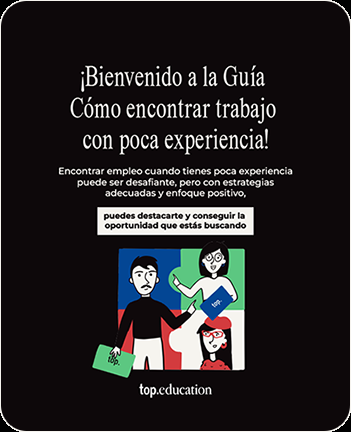 ¡Bienvenido a la Guía
Cómo encontrar trabajo
con poca experiencia!
Encontrar empleo cuando tienes poca experiencia
puede ser desafiante, pero con estrategias
adecuadas y enfoque positivo,
puedes destacarte y conseguir la
oportunidad que estás buscando
top.
top.
top.education